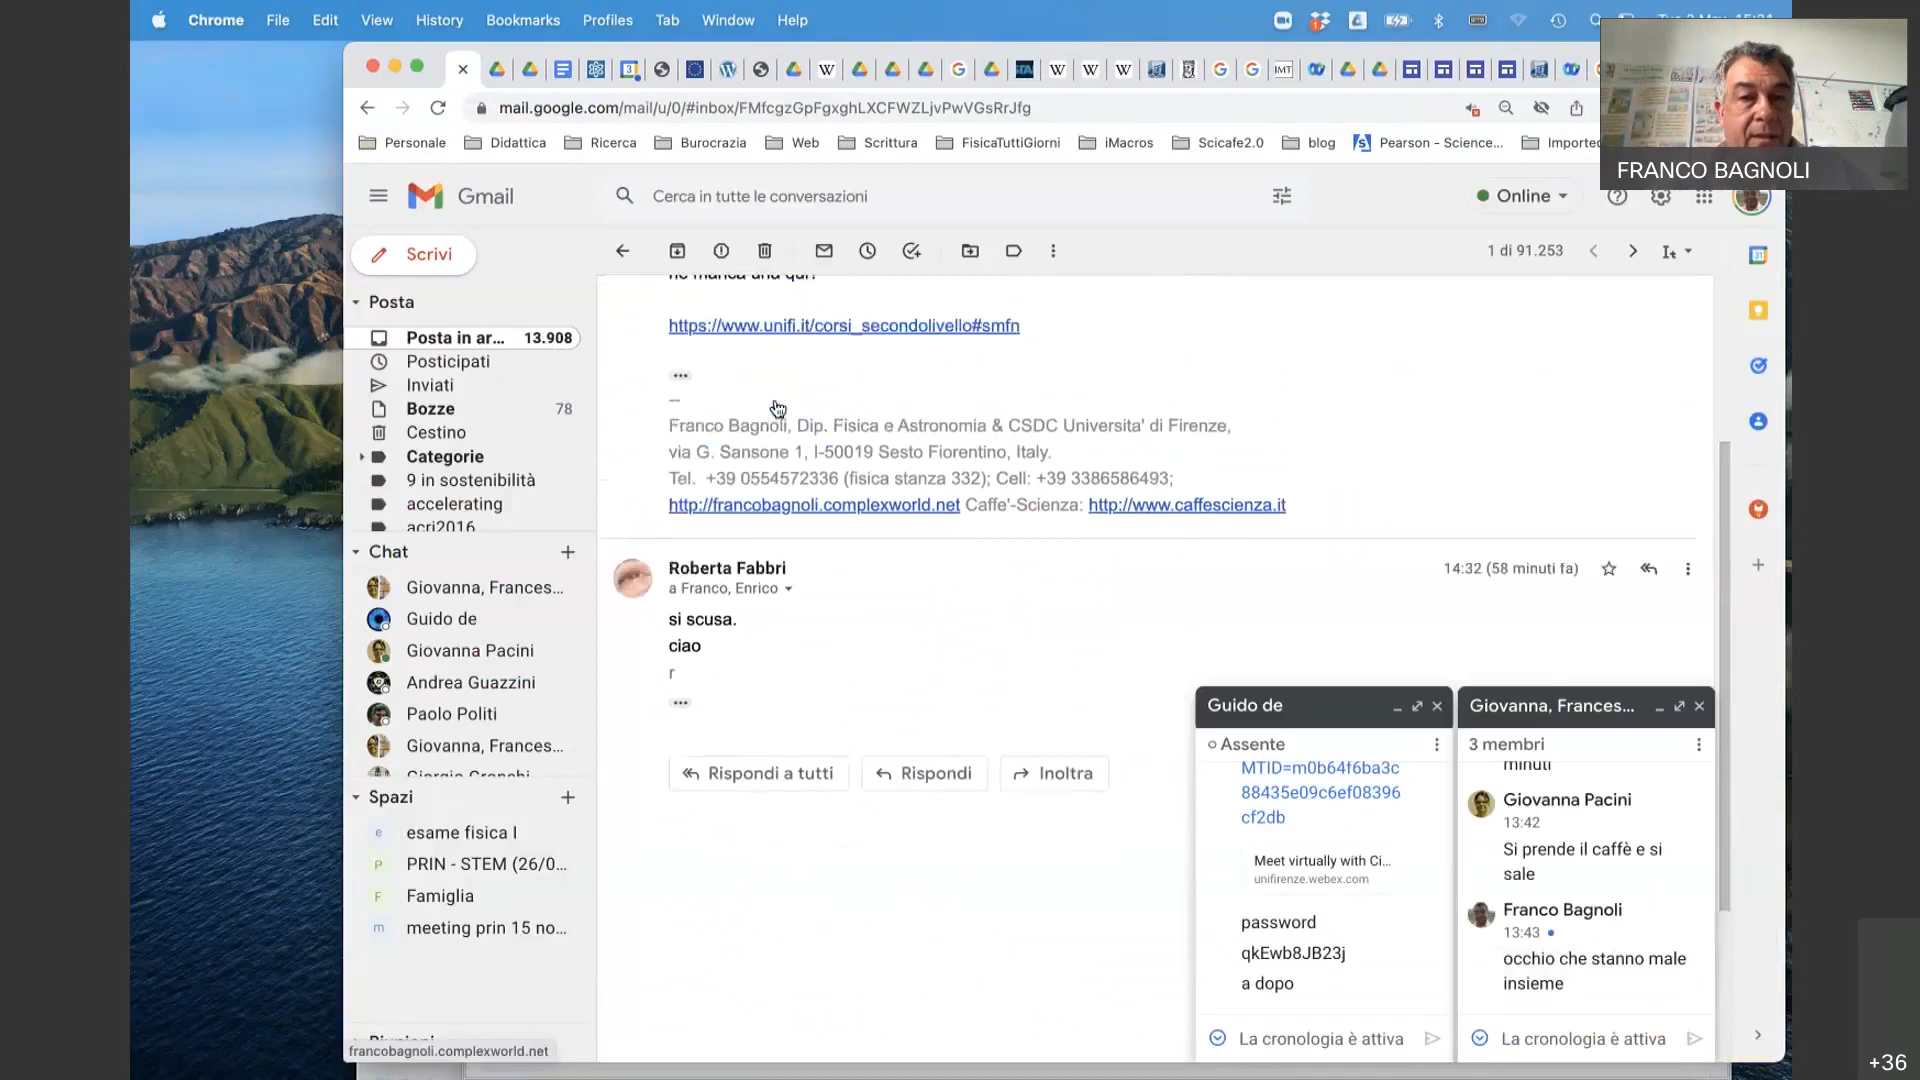 Chrome File Edit View History Bookmarks Profiles Tab Window Help
mail.google.com/mail/u/0/#inbox/FMfcgzGpFgxghLXCFWZLjvPwVGsRrJfg
Personale Didattica Ricerca Burocrazia Web Scrittura FisicaTuttiGiorni iMacros Scicafe2.0 blog Pearson - Science... Imported
FRANCO BAGNOLI
Gmail
Cerca in tutte le conversazioni
Online
Scrivi
1 di 91.253
Posta
Posta in ar... 13.908
Posticipati
Inviati
Bozze 78
Cestino
Categorie
9 in sostenibilità
accelerating
acri2016
Chat
Giovanna, Frances...
Guido de
Giovanna Pacini
Andrea Guazzini
Paolo Politi
Giovanna, Frances...
Giorgio Gronchi
Spazi
esame fisica I
PRIN - STEM (26/0...
Famiglia
meeting prin 15 no...
Riunioni
francobagnoli.complexworld.net
ne manca una qui?
https://www.unifi.it/corsi_secondolivello#smfn
...
--
Franco Bagnoli, Dip. Fisica e Astronomia & CSDC Universita' di Firenze,
via G. Sansone 1, I-50019 Sesto Fiorentino, Italy.
Tel. +39 0554572336 (fisica stanza 332); Cell: +39 3386586493;
http://francobagnoli.complexworld.net Caffe'-Scienza: http://www.caffescienza.it
Roberta Fabbri
14:32 (58 minuti fa)
a Franco, Enrico
si scusa.
ciao
r
...
Rispondi a tutti Rispondi Inoltra
Guido de
Assente
MTID=m0b64f6ba3c
88435e09c6ef08396
cf2db
Meet virtually with Ci...
unifirenze.webex.com
password
qkEwb8JB23j
a dopo
La cronologia è attiva
Giovanna, Frances...
3 membri
minuti
Giovanna Pacini
13:42
Si prende il caffè e si
sale
Franco Bagnoli
13:43
occhio che stanno male
insieme
La cronologia è attiva
+36